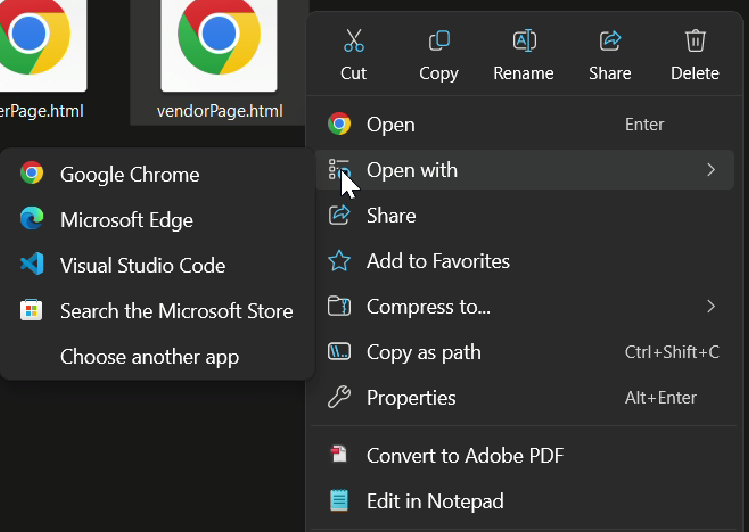 Cut
Copy
Rename
Share
Delete
erPage.html
vendorPage.html
Open Enter
Open with
Share
Add to Favorites
Compress to...
Copy as path Ctrl+Shift+C
Properties Alt+Enter
Convert to Adobe PDF
Edit in Notepad
Google Chrome
Microsoft Edge
Visual Studio Code
Search the Microsoft Store
Choose another app